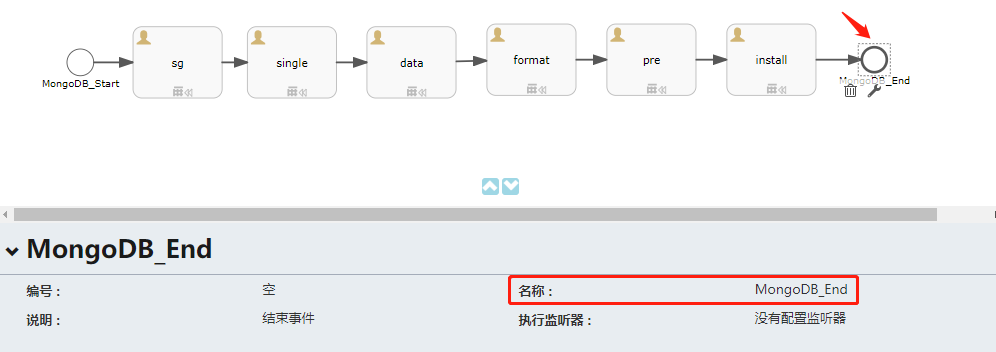 MongoDB_Start
sg
single
data
format
pre
install
MongoDB_End
MongoDB_End
编号：
空
名称：
MongoDB_End
说明：
结束事件
执行监听器：
没有配置监听器